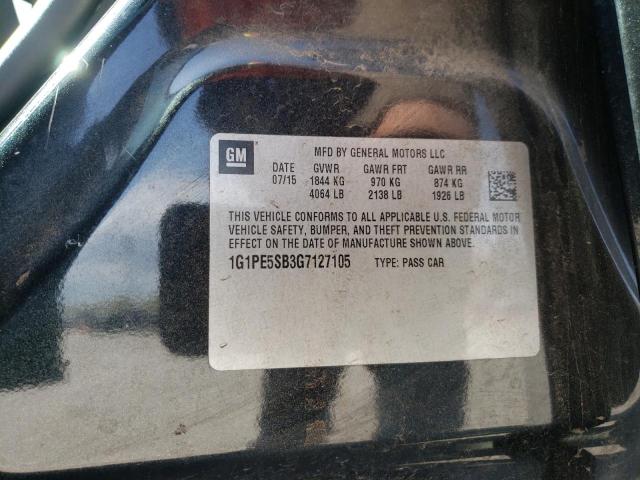 GM
MFD BY GENERAL MOTORS LLC
DATE GVWR GAWR FRT GAWR RR
07/15 1844 KG 970 KG 874 KG
4064 LB 2138 LB 1926 LB
THIS VEHICLE CONFORMS TO ALL APPLICABLE U.S. FEDERAL MOTOR
VEHICLE SAFETY, BUMPER, AND THEFT PREVENTION STANDARDS IN
EFFECT ON THE DATE OF MANUFACTURE SHOWN ABOVE.
1G1PE5SB3G7127105 TYPE: PASS CAR